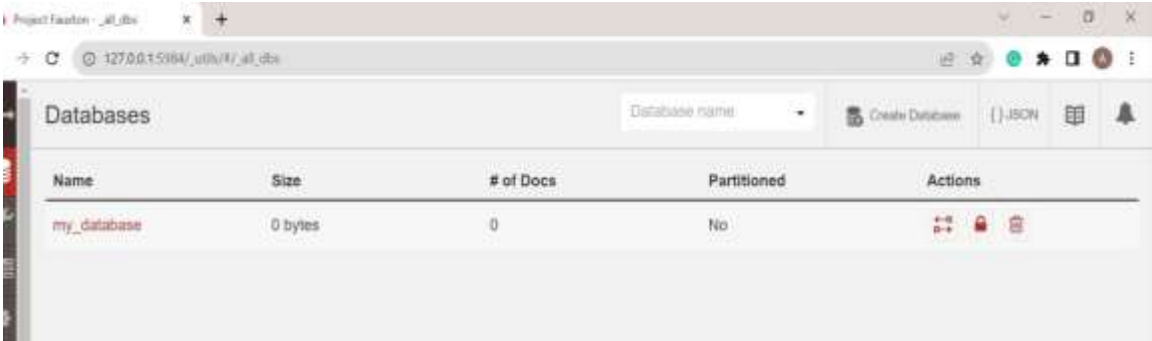 Project Fauxton - _all_dbs
127.0.0.1:5984/_utils/#/_all_dbs
A
Databases
Database name
Create Database
{ } JSON
Name Size # of Docs Partitioned Actions
my_database 0 bytes 0 No